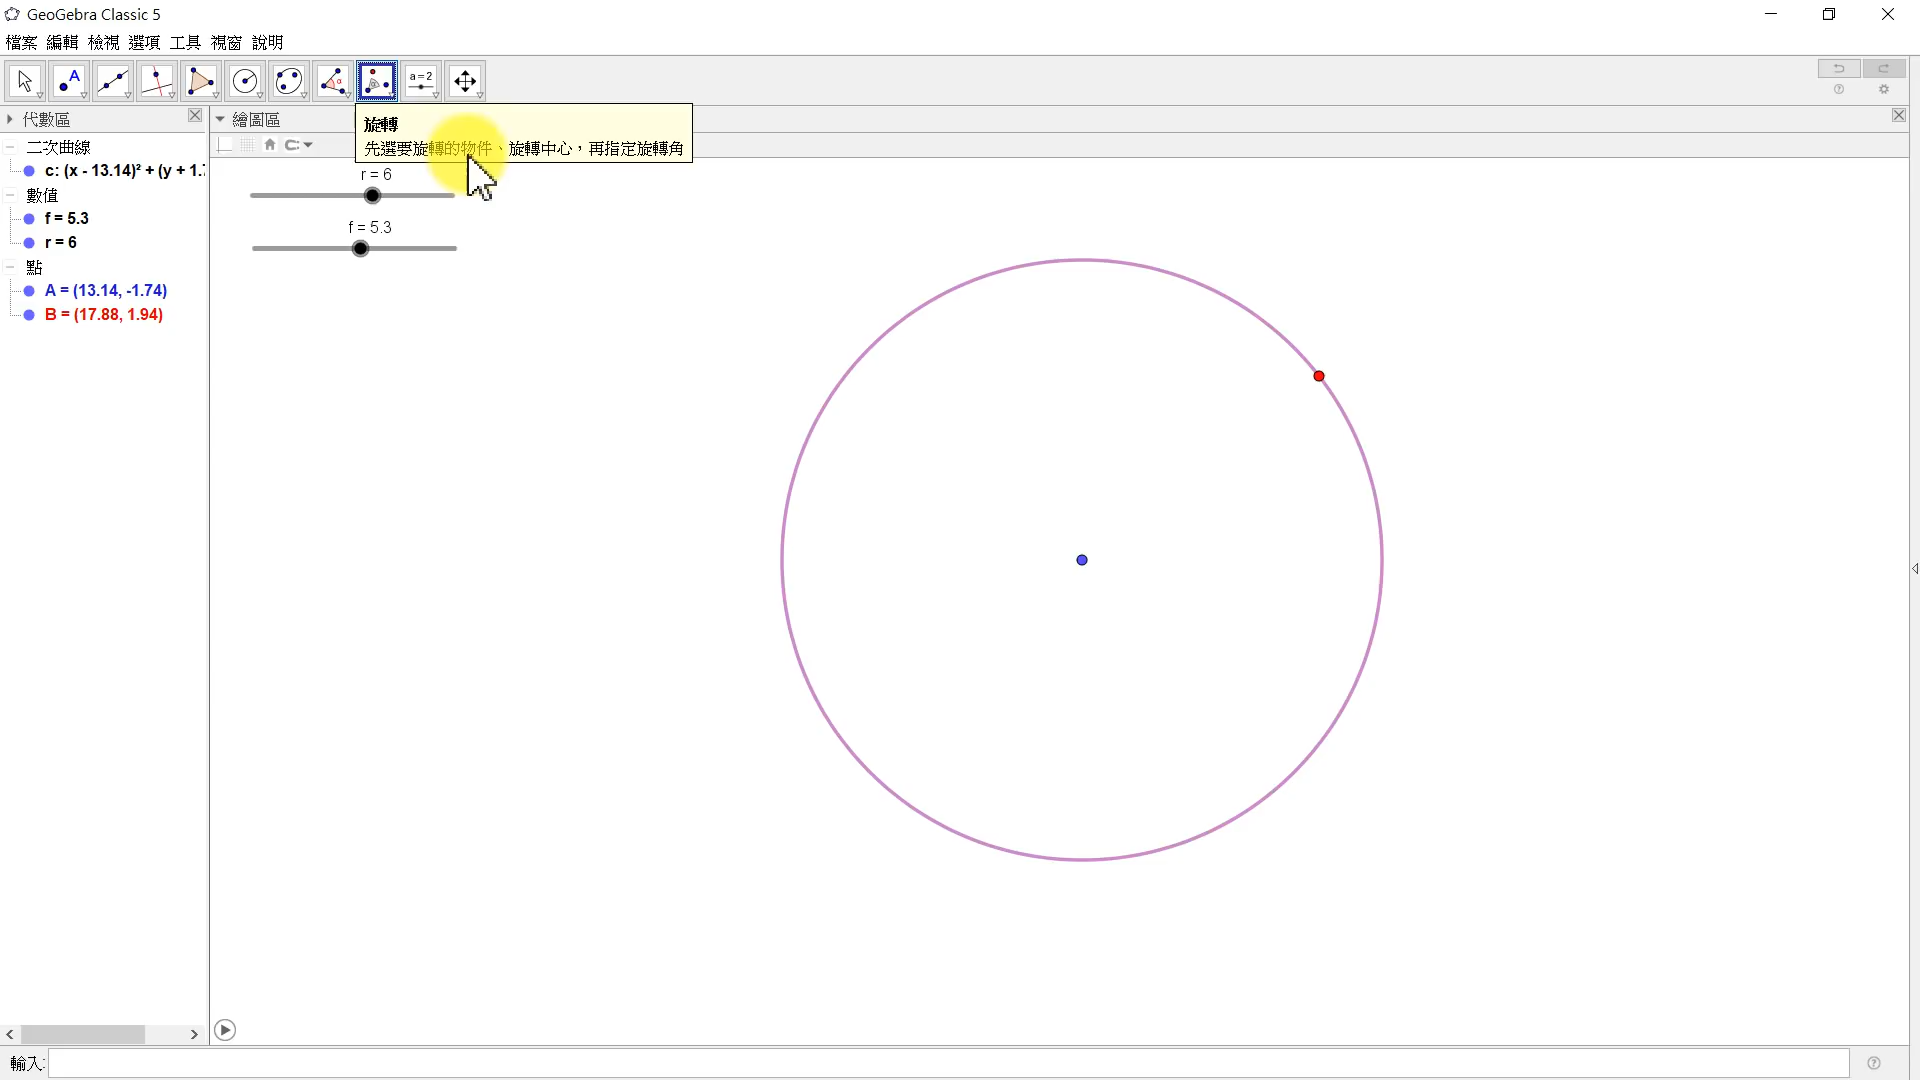 GeoGebra Classic 5
檔案 編輯 檢視 選項 工具 視窗 說明
A
α
a=2
代數區
繪圖區
旋轉
先選要旋轉的物件、旋轉中心，再指定旋轉角
二次曲線
c: (x - 13.14)² + (y + 1.7
數值
f = 5.3
r = 6
點
A = (13.14, -1.74)
B = (17.88, 1.94)
r = 6
f = 5.3
輸入: